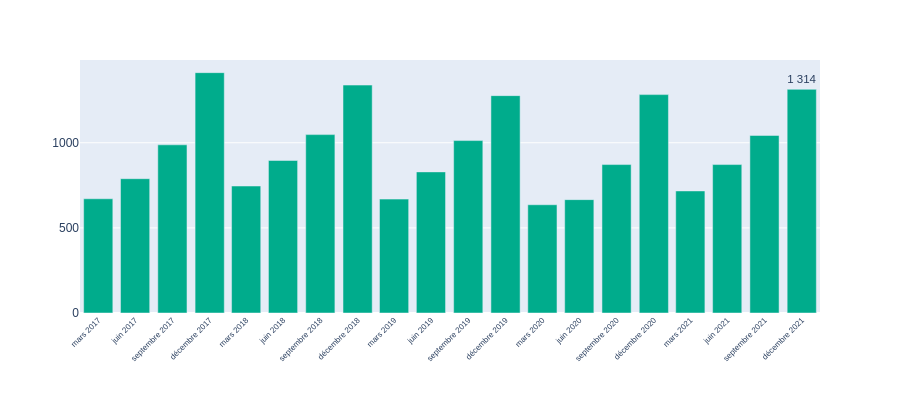 1 314
1000
500
0
mars 2017
juin 2017
septembre 2017
décembre 2017
mars 2018
juin 2018
septembre 2018
décembre 2018
mars 2019
juin 2019
septembre 2019
décembre 2019
mars 2020
juin 2020
septembre 2020
décembre 2020
mars 2021
juin 2021
septembre 2021
décembre 2021